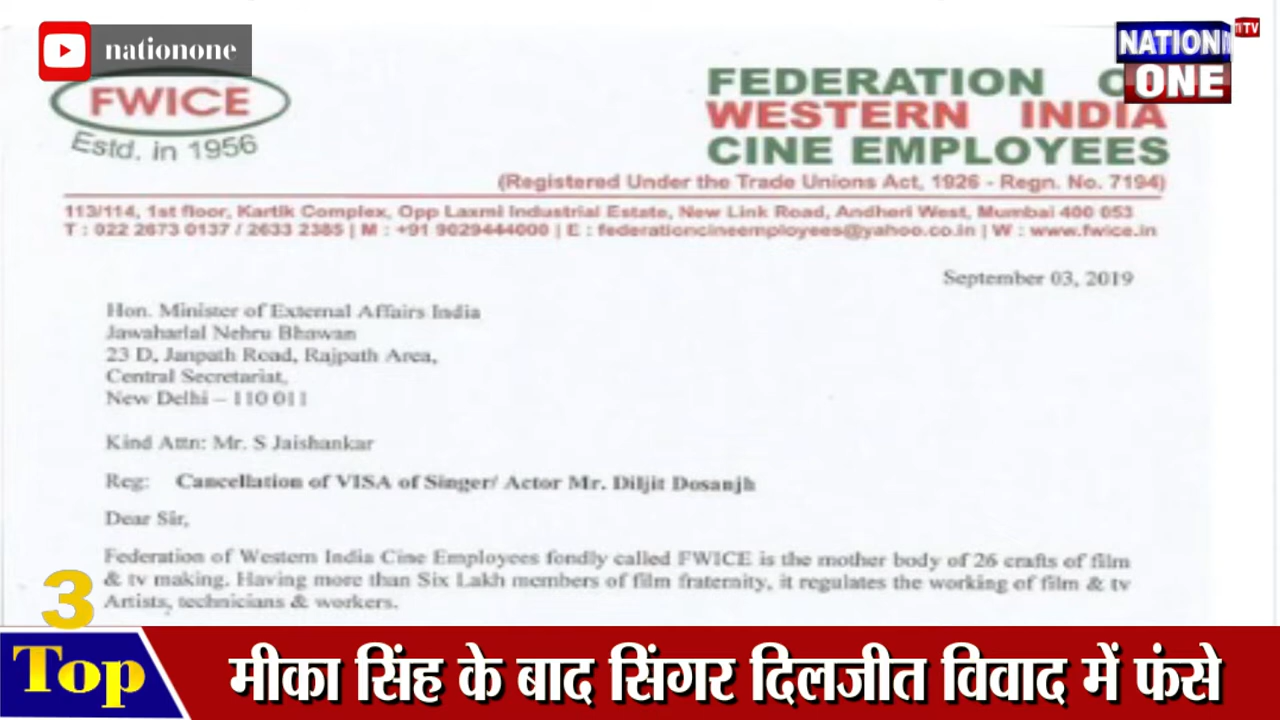 nationone
NATION
ONE
TV
FWICE
Estd. in 1956
FEDERATION
WESTERN INDIA
CINE EMPLOYEES
(Registered Under the Trade Unions Act, 1926 - Regn. No. 7194)
113/114, 1st floor, Kartik Complex, Opp Laxmi Industrial Estate, New Link Road, Andheri West, Mumbai 400 053
T : 022 2673 0137 / 2633 2385 | M : +91 9029444000 | E : federationcineemployees@yahoo.co.in | W : www.fwice.in
September 03, 2019
Hon. Minister of External Affairs India
Jawaharlal Nehru Bhawan
23 D, Janpath Road, Rajpath Area,
Central Secretariat,
New Delhi – 110 011
Kind Attn: Mr. S Jaishankar
Reg: Cancellation of VISA of Singer/ Actor Mr. Diljit Dosanjh
Dear Sir,
Federation of Western India Cine Employees fondly called FWICE is the mother body of 26 crafts of film
& tv making. Having more than Six Lakh members of film fraternity, it regulates the working of film & tv
Artists, technicians & workers.
3
Top
मीका सिंह के बाद सिंगर दिलजीत विवाद में फंसे